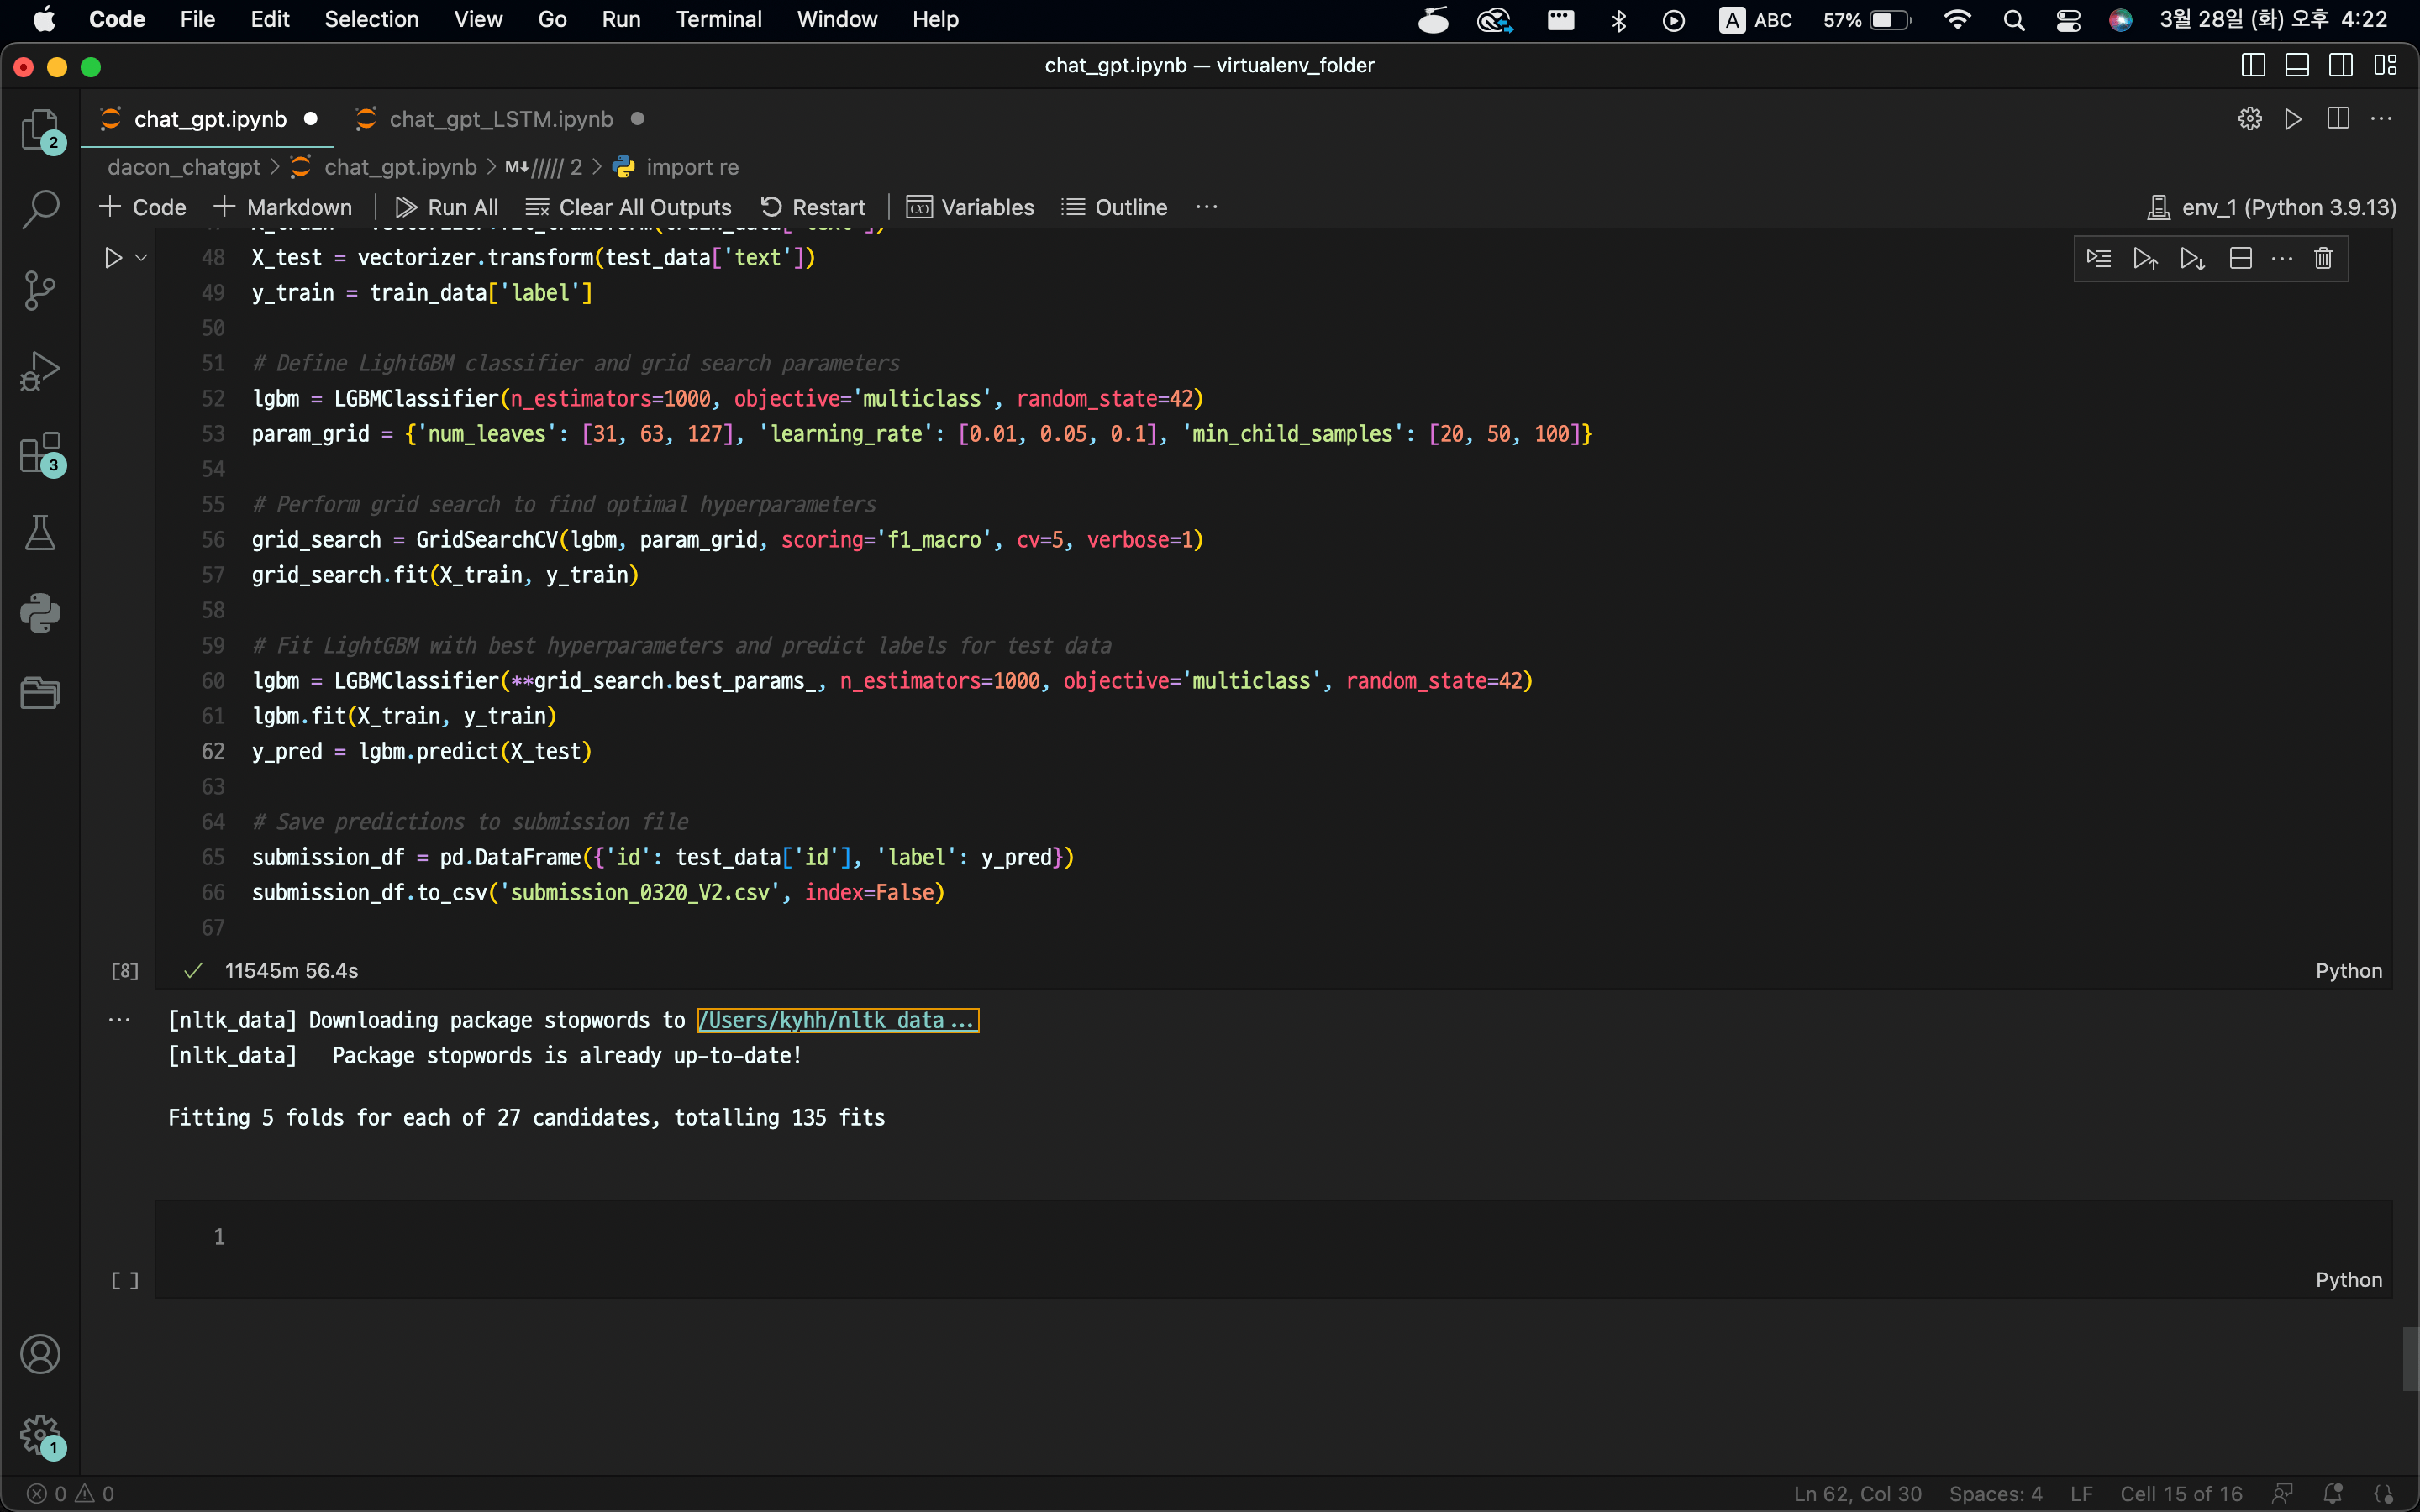 Code File Edit Selection View Go Run Terminal Window Help A ABC 57% 3월 28일 (화) 오후 4:22
chat_gpt.ipynb — virtualenv_folder
chat_gpt.ipynb chat_gpt_LSTM.ipynb
2
dacon_chatgpt > chat_gpt.ipynb > M↓///// 2 > import re
+ Code + Markdown Run All Clear All Outputs Restart Variables Outline ... env_1 (Python 3.9.13)
48 X_test = vectorizer.transform(test_data['text'])
49 y_train = train_data['label']
50
51 # Define LightGBM classifier and grid search parameters
52 lgbm = LGBMClassifier(n_estimators=1000, objective='multiclass', random_state=42)
53 param_grid = {'num_leaves': [31, 63, 127], 'learning_rate': [0.01, 0.05, 0.1], 'min_child_samples': [20, 50, 100]}
3
54
55 # Perform grid search to find optimal hyperparameters
56 grid_search = GridSearchCV(lgbm, param_grid, scoring='f1_macro', cv=5, verbose=1)
57 grid_search.fit(X_train, y_train)
58
59 # Fit LightGBM with best hyperparameters and predict labels for test data
60 lgbm = LGBMClassifier(**grid_search.best_params_, n_estimators=1000, objective='multiclass', random_state=42)
61 lgbm.fit(X_train, y_train)
62 y_pred = lgbm.predict(X_test)
63
64 # Save predictions to submission file
65 submission_df = pd.DataFrame({'id': test_data['id'], 'label': y_pred})
66 submission_df.to_csv('submission_0320_V2.csv', index=False)
67
[8] ✓ 11545m 56.4s Python
... [nltk_data] Downloading package stopwords to /Users/kyhh/nltk_data...
[nltk_data] Package stopwords is already up-to-date!
Fitting 5 folds for each of 27 candidates, totalling 135 fits
1
[ ] Python
1
0 0 Ln 62, Col 30 Spaces: 4 LF Cell 15 of 16